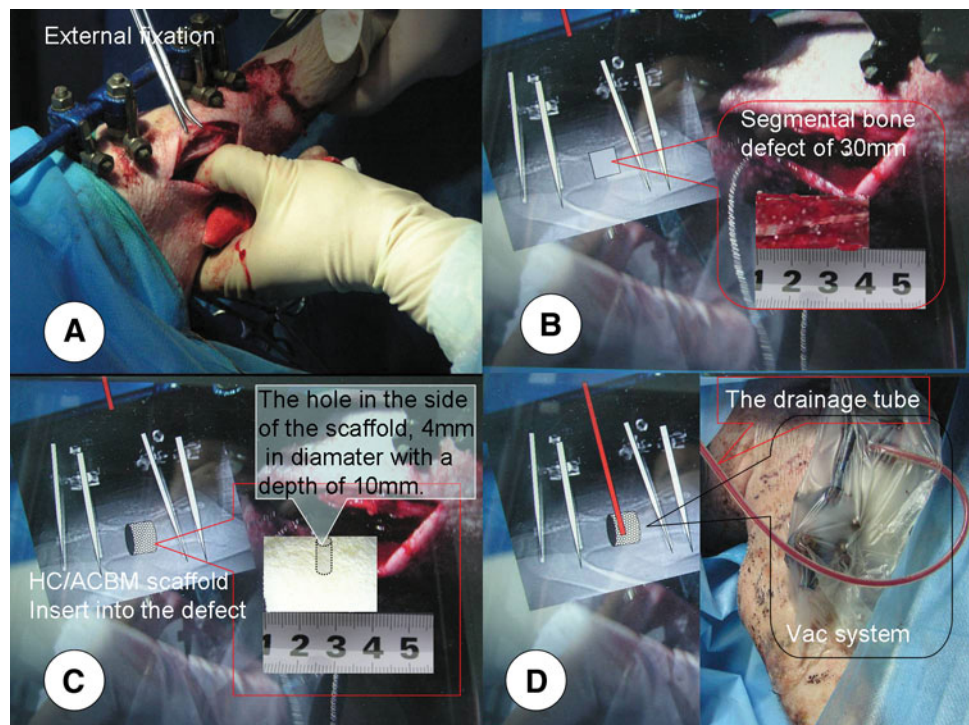 External fixation
A
Segmental bone
defect of 30mm
1 2 3 4 5
B
The hole in the side
of the scaffold, 4mm
in diamater with a
depth of 10mm.
HC/ACBM scaffold
Insert into the defect
1 2 3 4 5
C
The drainage tube
Vac system
D